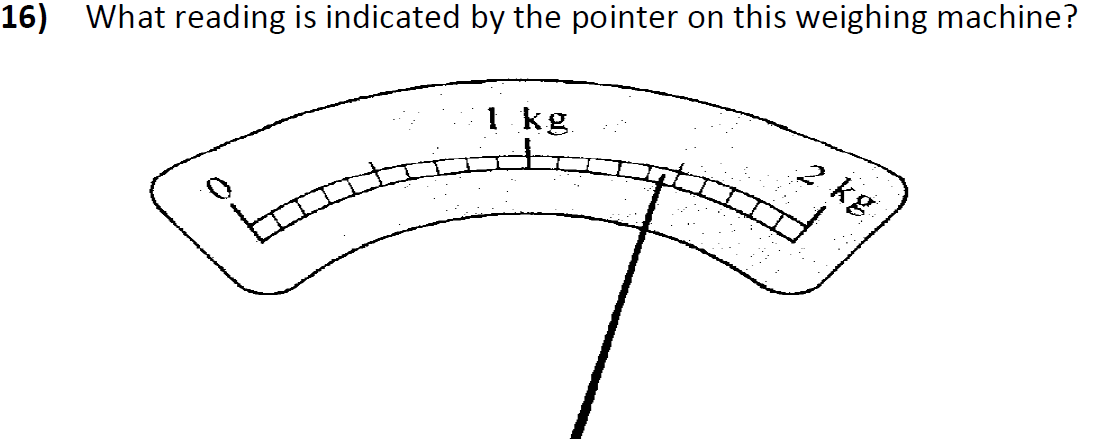 16) What reading is indicated by the pointer on this weighing machine?
1 kg
0
2 kg